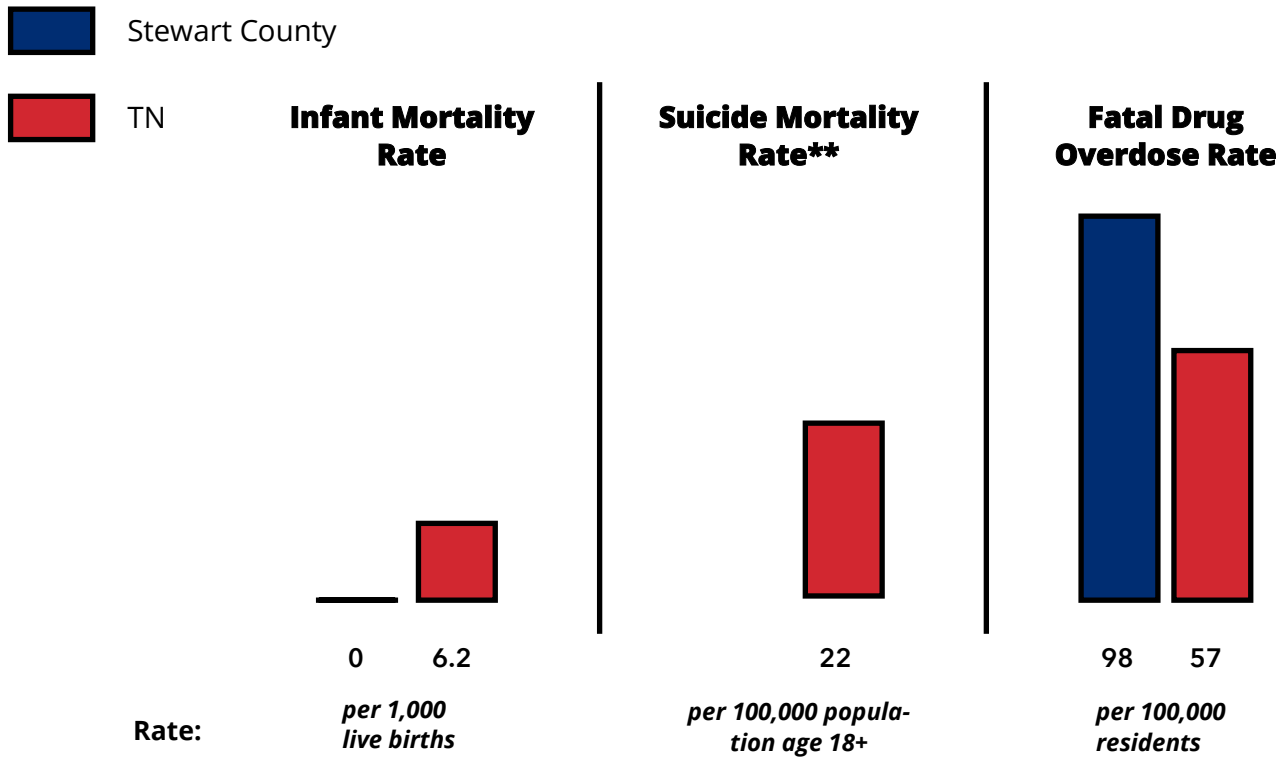 Stewart County
TN
Infant Mortality
Rate
Suicide Mortality
Rate**
Fatal Drug
Overdose Rate
0
6.2
22
98
57
Rate:
per 1,000
live births
per 100,000 popula-
tion age 18+
per 100,000
residents